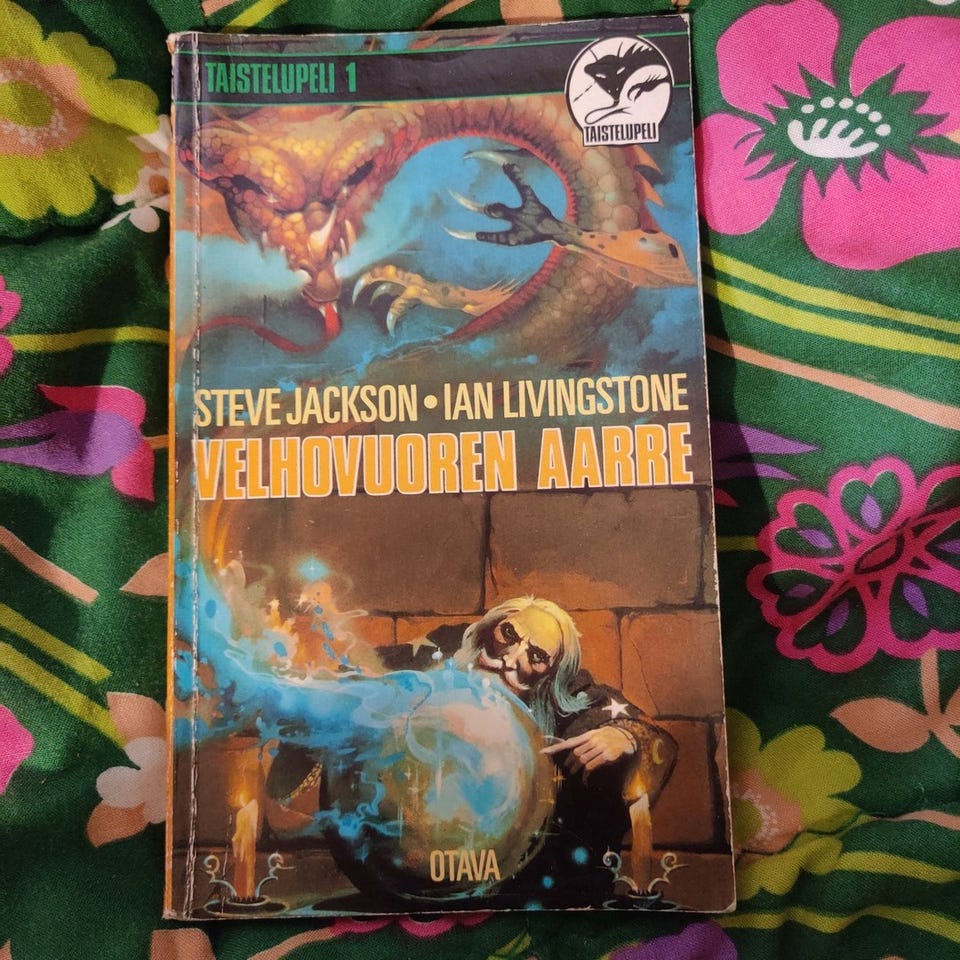 TAISTELUPELI 1
TAISTELUPELI
STEVE JACKSON • IAN LIVINGSTONE
VELHOVUOREN AARRE
OTAVA